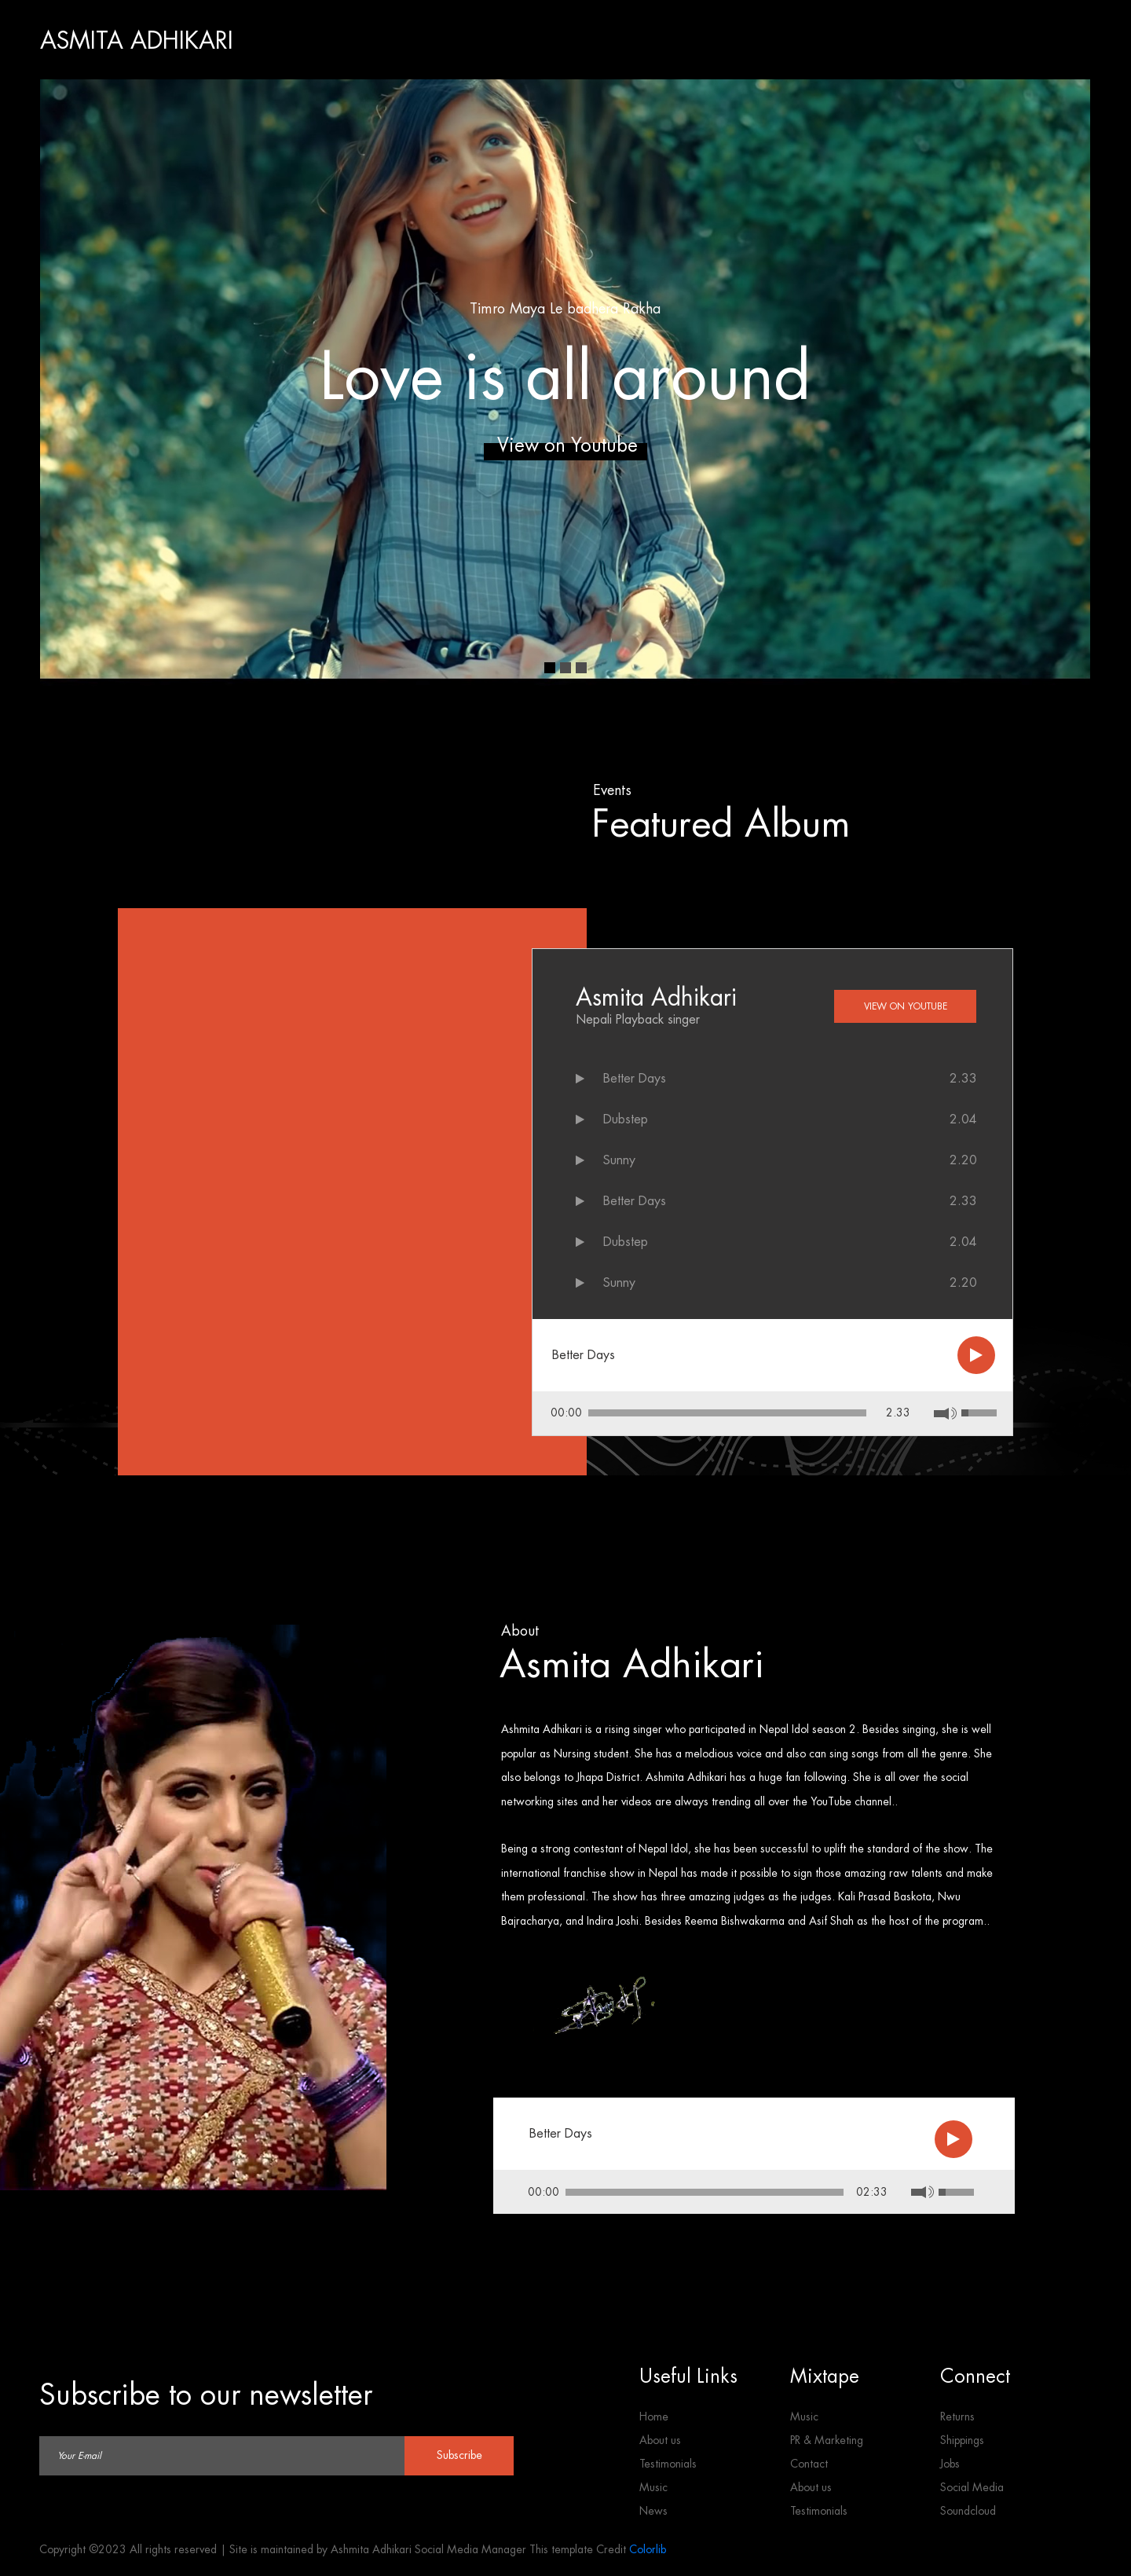 ASMITA ADHIKARI
Timro Maya Le baanera Rakha
Love is all around
View on Youtube
Events
Featured Album
Asmita Adhikari
Nepali Playback singer
VIEW ON YOUTUBE
Better Days 2.33
Dubstep 2.04
Sunny 2.20
Better Days 2.33
Dubstep 2.04
Sunny 2.20
Better Days
00:00 2.33
About
Asmita Adhikari
Ashmita Adhikari is a rising singer who participated in Nepal Idol season 2. Besides singing, she is well
popular as Nursing student. She has a melodious voice and also can sing songs from all the genre. She
also belongs to Jhapa District. Ashmita Adhikari has a huge fan following. She is all over the social
networking sites and her videos are always trending all over the YouTube channel..
Being a strong contestant of Nepal Idol, she has been successful to uplift the standard of the show. The
international franchise show in Nepal has made it possible to sign those amazing raw talents and make
them professional. The show has three amazing judges as the judges. Kali Prasad Baskota, Nwu
Bajracharya, and Indira Joshi. Besides Reema Bishwakarma and Asif Shah as the host of the program..
Better Days
00:00 02:33
Subscribe to our newsletter
Your E-mail
Subscribe
Useful Links
Home
About us
Testimonials
Music
News
Mixtape
Music
PR & Marketing
Contact
About us
Testimonials
Connect
Returns
Shippings
Jobs
Social Media
Soundcloud
Copyright ©2023 All rights reserved | Site is maintained by Ashmita Adhikari Social Media Manager This template Credit Colorlib